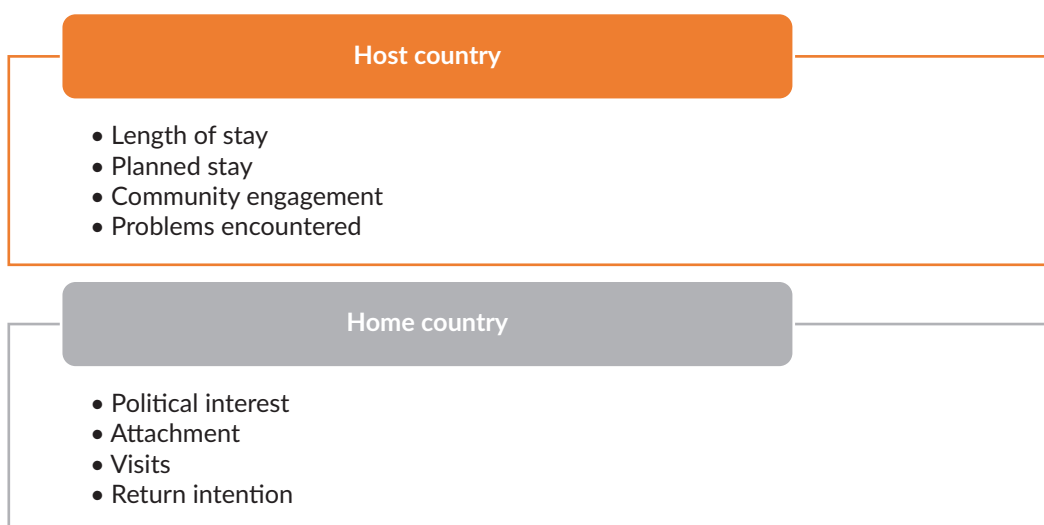 Host country
• Length of stay
• Planned stay
• Community engagement
• Problems encountered
Home country
• Political interest
• Attachment
• Visits
• Return intention